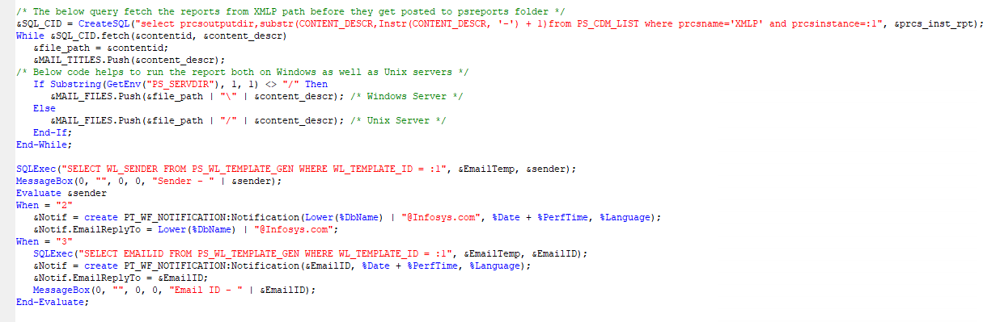 /* The below query fetch the reports from XMLP path before they get posted to psreports folder */
&SQL_CID = CreateSQL("select prcsoutputdir,substr(CONTENT_DESCR,Instr(CONTENT_DESCR, '-') + 1)from PS_CDM_LIST where prcsname='XMLP' and prcsinstance=:1", &prcs_inst_rpt);
While &SQL_CID.fetch(&contentid, &content_descr)
   &file_path = &contentid;
   &MAIL_TITLES.Push(&content_descr);
/* Below code helps to run the report both on Windows as well as Unix servers */
   If Substring(GetEnv("PS_SERVDIR"), 1, 1) <> "/" Then
      &MAIL_FILES.Push(&file_path | "\" | &content_descr); /* Windows Server */
   Else
      &MAIL_FILES.Push(&file_path | "/" | &content_descr); /* Unix Server */
   End-If;
End-While;

SQLExec("SELECT WL_SENDER FROM PS_WL_TEMPLATE_GEN WHERE WL_TEMPLATE_ID = :1", &EmailTemp, &sender);
MessageBox(0, "", 0, 0, "Sender - " | &sender);
Evaluate &sender
When = "2"
   &Notif = create PT_WF_NOTIFICATION:Notification(Lower(%DbName) | "@Infosys.com", %Date + %PerfTime, %Language);
   &Notif.EmailReplyTo = Lower(%DbName) | "@Infosys.com";
When = "3"
   SQLExec("SELECT EMAILID FROM PS_WL_TEMPLATE_GEN WHERE WL_TEMPLATE_ID = :1", &EmailTemp, &EmailID);
   &Notif = create PT_WF_NOTIFICATION:Notification(&EmailID, %Date + %PerfTime, %Language);
   &Notif.EmailReplyTo = &EmailID;
   MessageBox(0, "", 0, 0, "Email ID - " | &EmailID);
End-Evaluate;